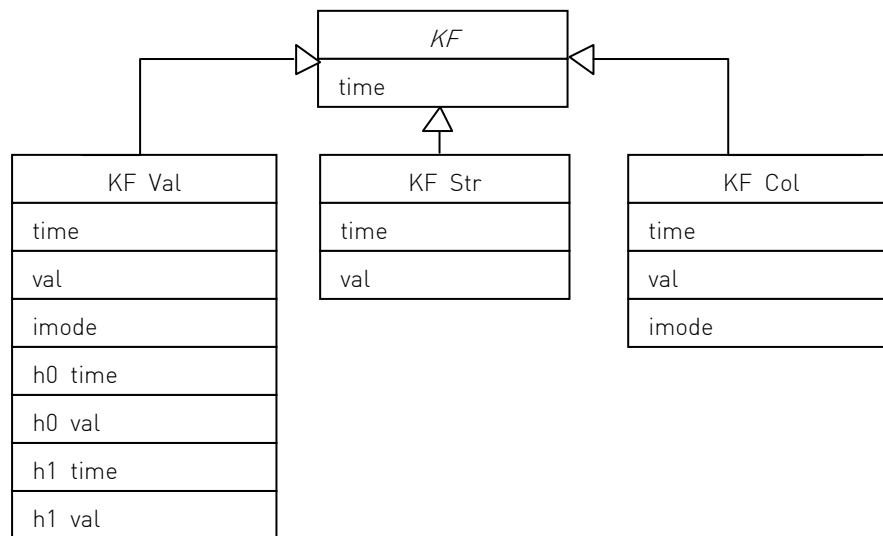 KF
time
KF Val
time
val
imode
h0 time
h0 val
h1 time
h1 val
KF Str
time
val
KF Col
time
val
imode